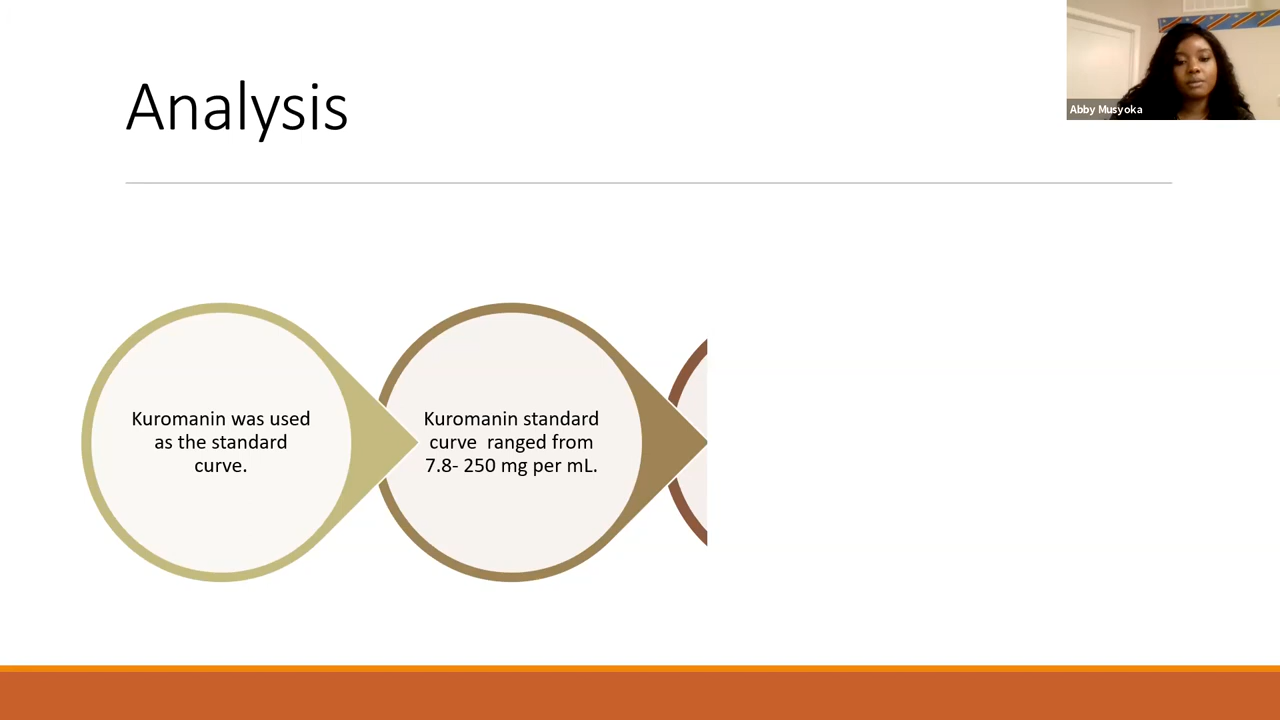 Analysis
Abby Musyoka
Kuromanin was used
as the standard
curve.
Kuromanin standard
curve  ranged from
7.8- 250 mg per mL.